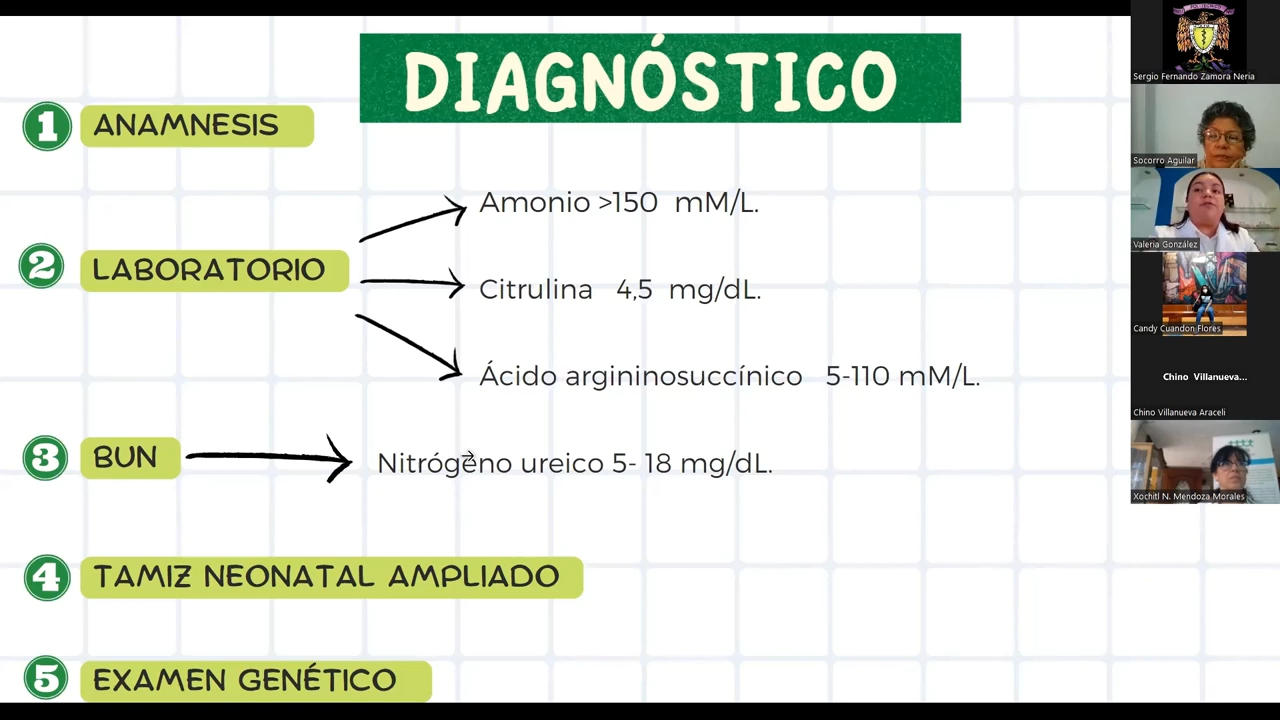 DIAGNÓSTICO
1 ANAMNESIS
2 LABORATORIO
Amonio >150 mM/L.
Citrulina 4,5 mg/dL.
Ácido argininosuccínico 5-110 mM/L.
3 BUN
Nitrógeno ureico 5- 18 mg/dL.
4 TAMIZ NEONATAL AMPLIADO
5 EXAMEN GENÉTICO
POLITECNICO
Sergio Fernando Zamora Neria
Socorro Aguilar
Valeria González
Candy Cuandon Flores
Chino Villanueva...
Chino Villanueva Araceli
Xochitl N. Mendoza Morales